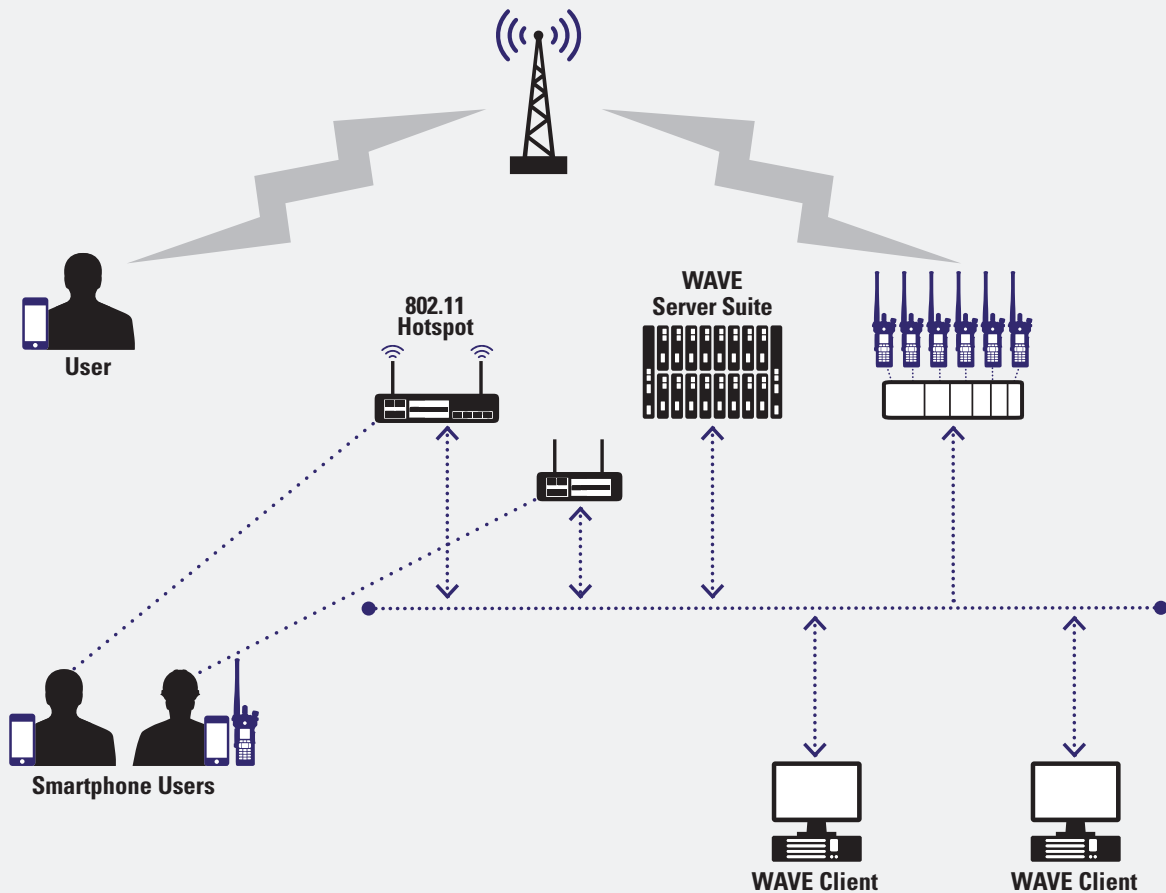 User
802.11
Hotspot
WAVE
Server Suite
Smartphone Users
WAVE Client
WAVE Client